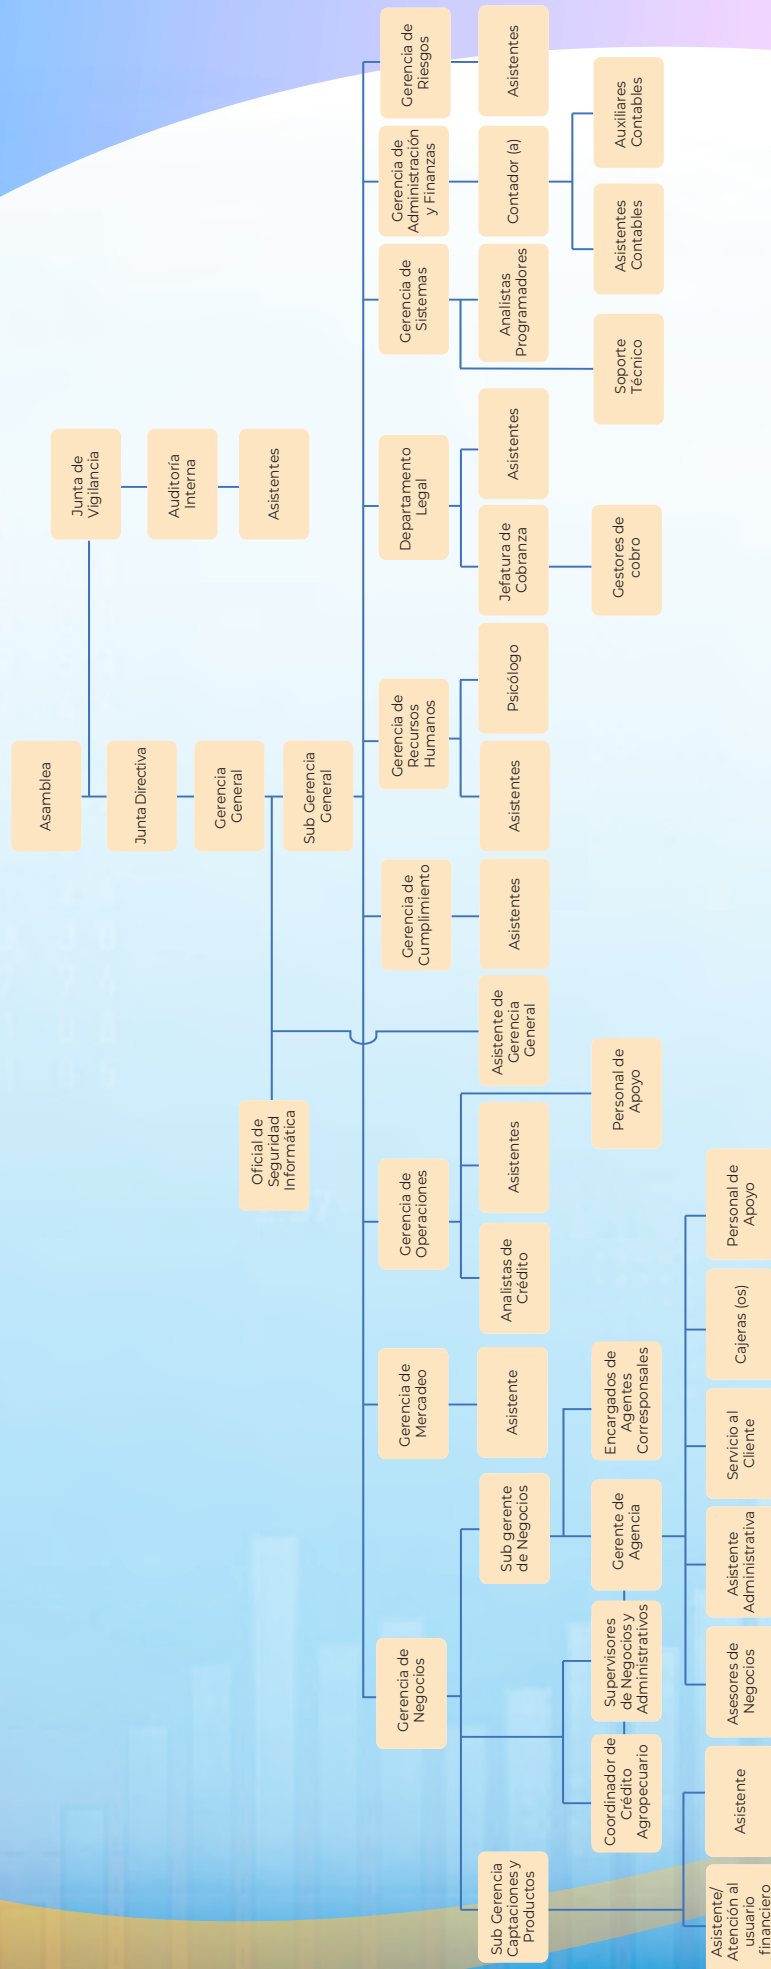 Asamblea
Junta de
Vigilancia
Junta Directiva
Auditoría
Interna
Gerencia
General
Asistentes
Oficial de
Seguridad
Informática
Sub Gerencia
General
Gerencia de
Negocios
Gerencia de
Mercadeo
Gerencia de
Operaciones
Gerencia de
Cumplimiento
Gerencia de
Recursos
Humanos
Departamento
Legal
Gerencia de
Sistemas
Gerencia de
Administración
y Finanzas
Gerencia de
Riesgos
Sub Gerencia
Captaciones y
Productos
Sub gerente
de Negocios
Asistente
Analistas de
Crédito
Asistentes
Asistente de
Gerencia
General
Asistentes
Asistentes
Psicólogo
Jefatura de
Cobranza
Asistentes
Analistas
Programadores
Contador (a)
Asistentes
Coordinador de
Crédito
Agropecuario
Supervisores
de Negocios y
Administrativos
Gerente de
Agencia
Encargados de
Agentes
Corresponsales
Personal de
Apoyo
Gestores de
cobro
Soporte
Técnico
Asistentes
Contables
Auxiliares
Contables
Asistente/
Atención al
usuario
financiero
Asistente
Asesores de
Negocios
Asistente
Administrativa
Servicio al
Cliente
Cajeras (os)
Personal de
Apoyo